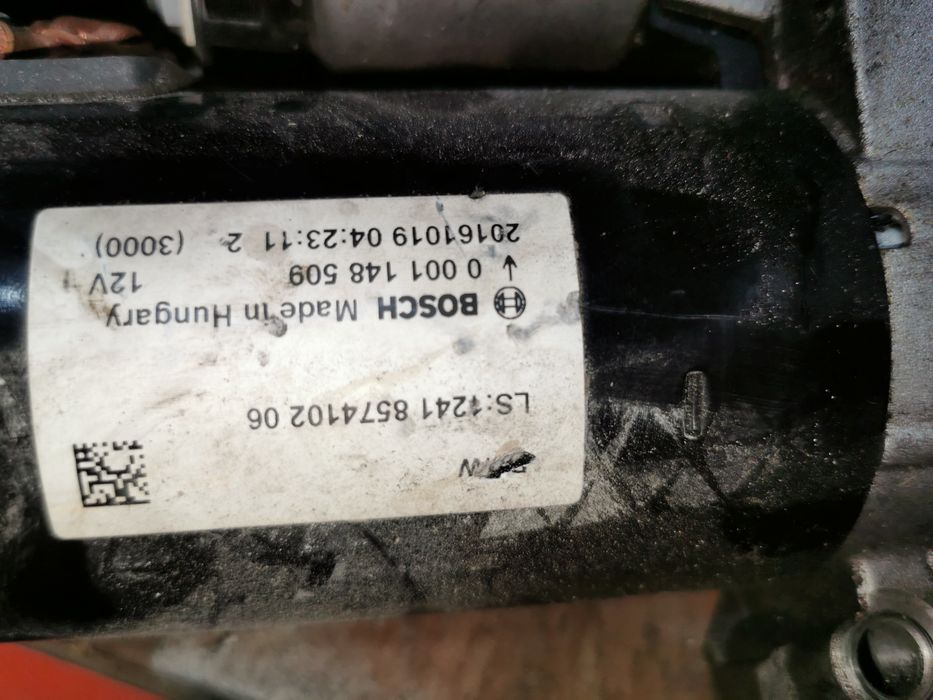 LS:1241 8574102 06
BOSCH Made in Hungary
0 001 148 509 12V
20161019 04:23:11 2 (3000)